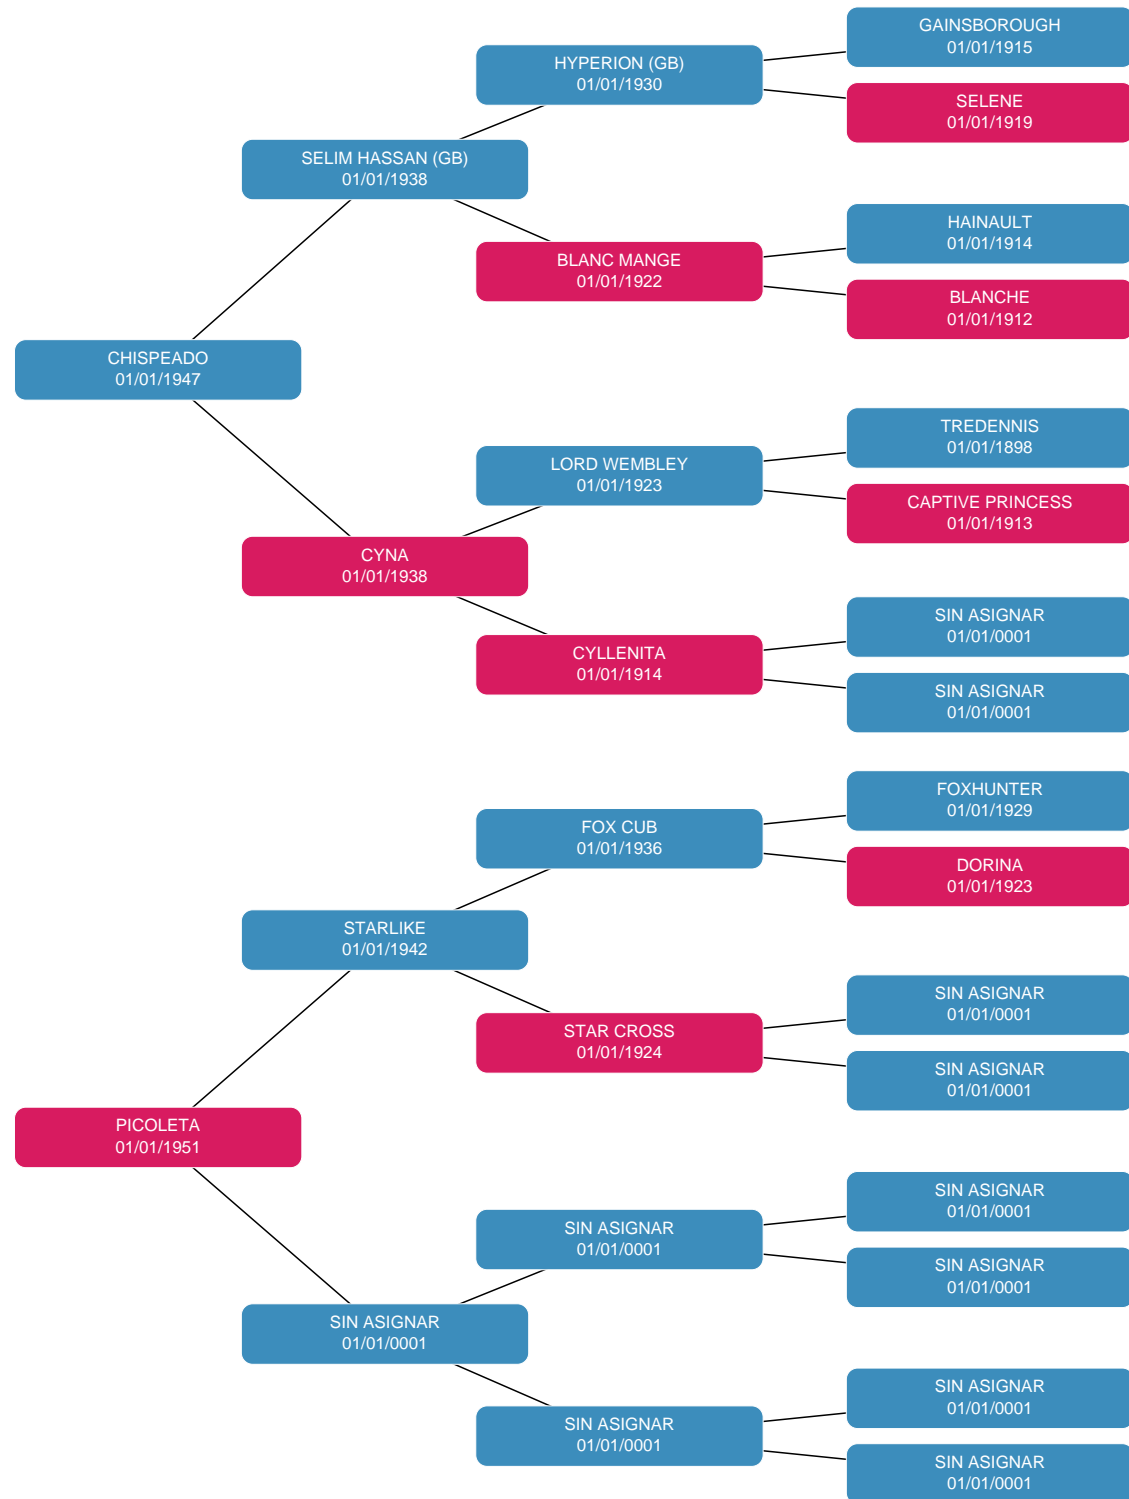 GAINSBOROUGH
01/01/1915
HYPERION (GB)
01/01/1930
SELENE
01/01/1919
SELIM HASSAN (GB)
01/01/1938
HAINAULT
01/01/1914
BLANC MANGE
01/01/1922
BLANCHE
01/01/1912
CHISPEADO
01/01/1947
TREDENNIS
01/01/1898
LORD WEMBLEY
01/01/1923
CAPTIVE PRINCESS
01/01/1913
CYNA
01/01/1938
SIN ASIGNAR
01/01/0001
CYLLENITA
01/01/1914
SIN ASIGNAR
01/01/0001
FOXHUNTER
01/01/1929
FOX CUB
01/01/1936
DORINA
01/01/1923
STARLIKE
01/01/1942
SIN ASIGNAR
01/01/0001
STAR CROSS
01/01/1924
SIN ASIGNAR
01/01/0001
PICOLETA
01/01/1951
SIN ASIGNAR
01/01/0001
SIN ASIGNAR
01/01/0001
SIN ASIGNAR
01/01/0001
SIN ASIGNAR
01/01/0001
SIN ASIGNAR
01/01/0001
SIN ASIGNAR
01/01/0001
SIN ASIGNAR
01/01/0001